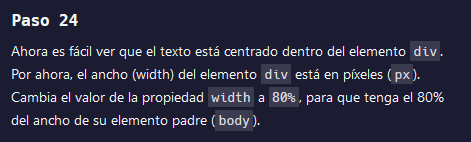 Paso 24
Ahora es fácil ver que el texto está centrado dentro del elemento div.
Por ahora, el ancho (width) del elemento div está en píxeles (px).
Cambia el valor de la propiedad width a 80%, para que tenga el 80%
del ancho de su elemento padre (body).